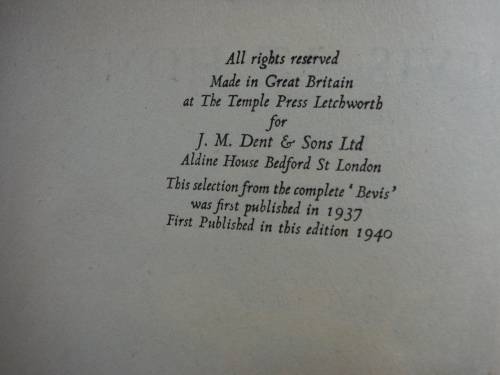 All rights reserved
Made in Great Britain
at The Temple Press Letchworth
for
J. M. Dent & Sons Ltd
Aldine House Bedford St London
This selection from the complete ‘ Bevis ’
was first published in 1937
First Published in this edition 1940